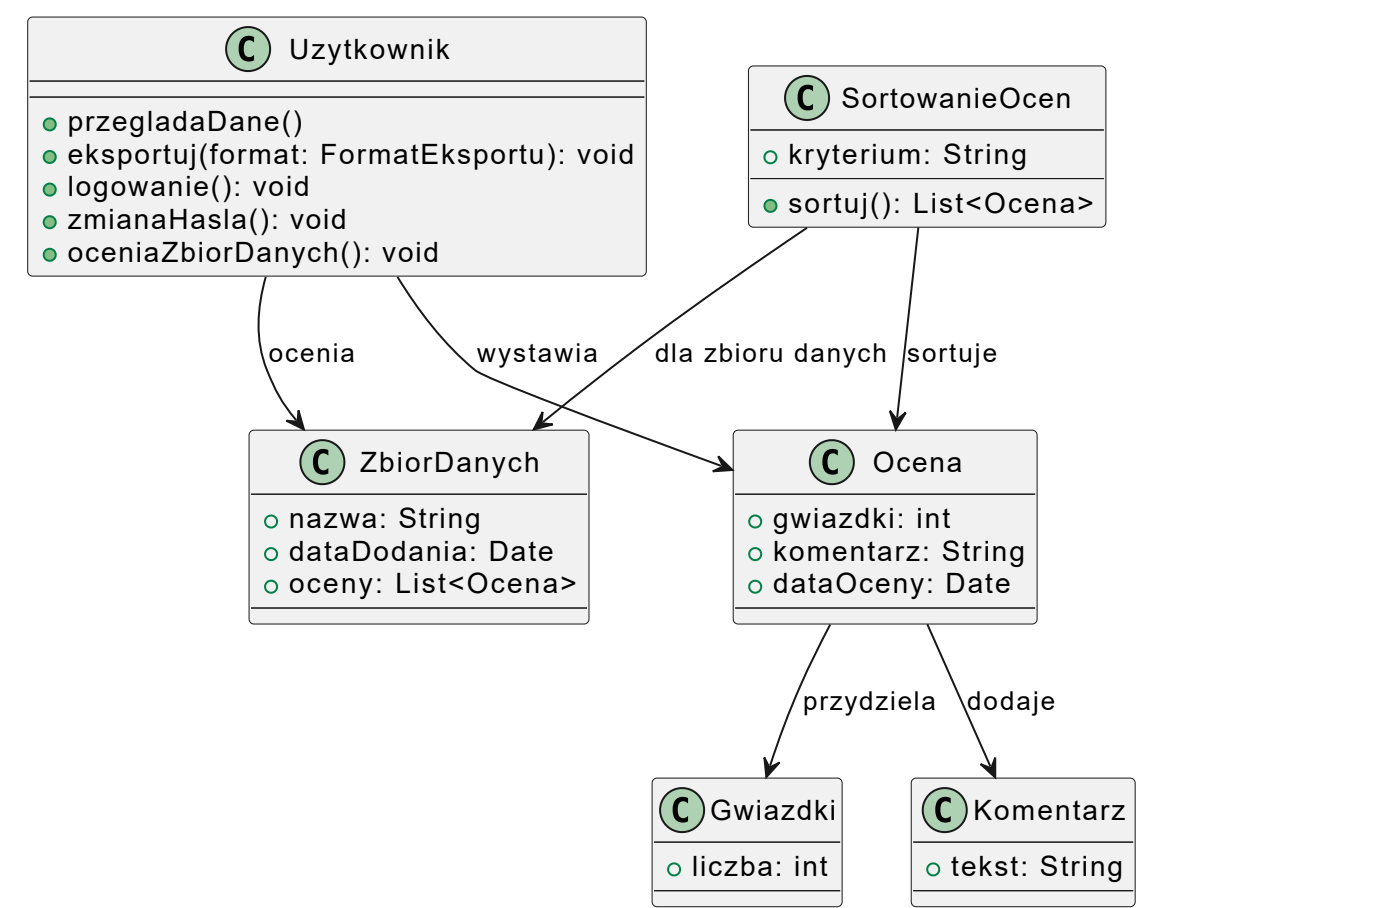 C Uzytkownik
przegladaDane()
eksportuj(format: FormatEksportu): void
logowanie(): void
zmianaHasla(): void
oceniaZbiorDanych(): void
C SortowanieOcen
kryterium: String
sortuj(): List<Ocena>
ocenia
wystawia
dla zbioru danych
sortuje
C ZbiorDanych
nazwa: String
dataDodania: Date
oceny: List<Ocena>
C Ocena
gwiazdki: int
komentarz: String
dataOceny: Date
przydziela
dodaje
C Gwiazdki
liczba: int
C Komentarz
tekst: String